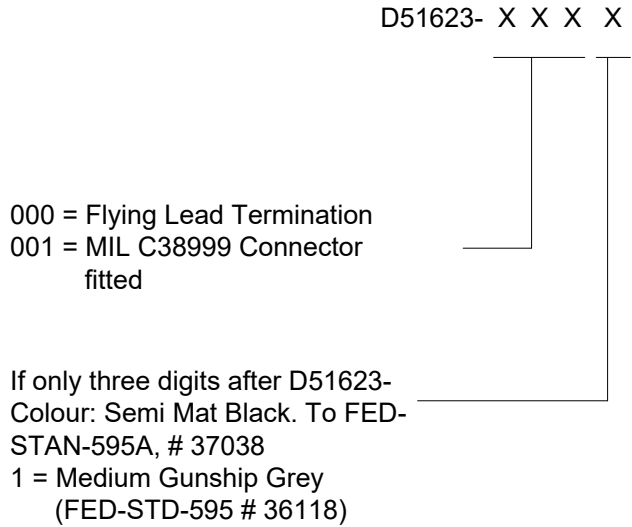 D51623- X X X X
000 = Flying Lead Termination
001 = MIL C38999 Connector
fitted
If only three digits after D51623-
Colour: Semi Mat Black. To FED-
STAN-595A, # 37038
1 = Medium Gunship Grey
(FED-STD-595 # 36118)